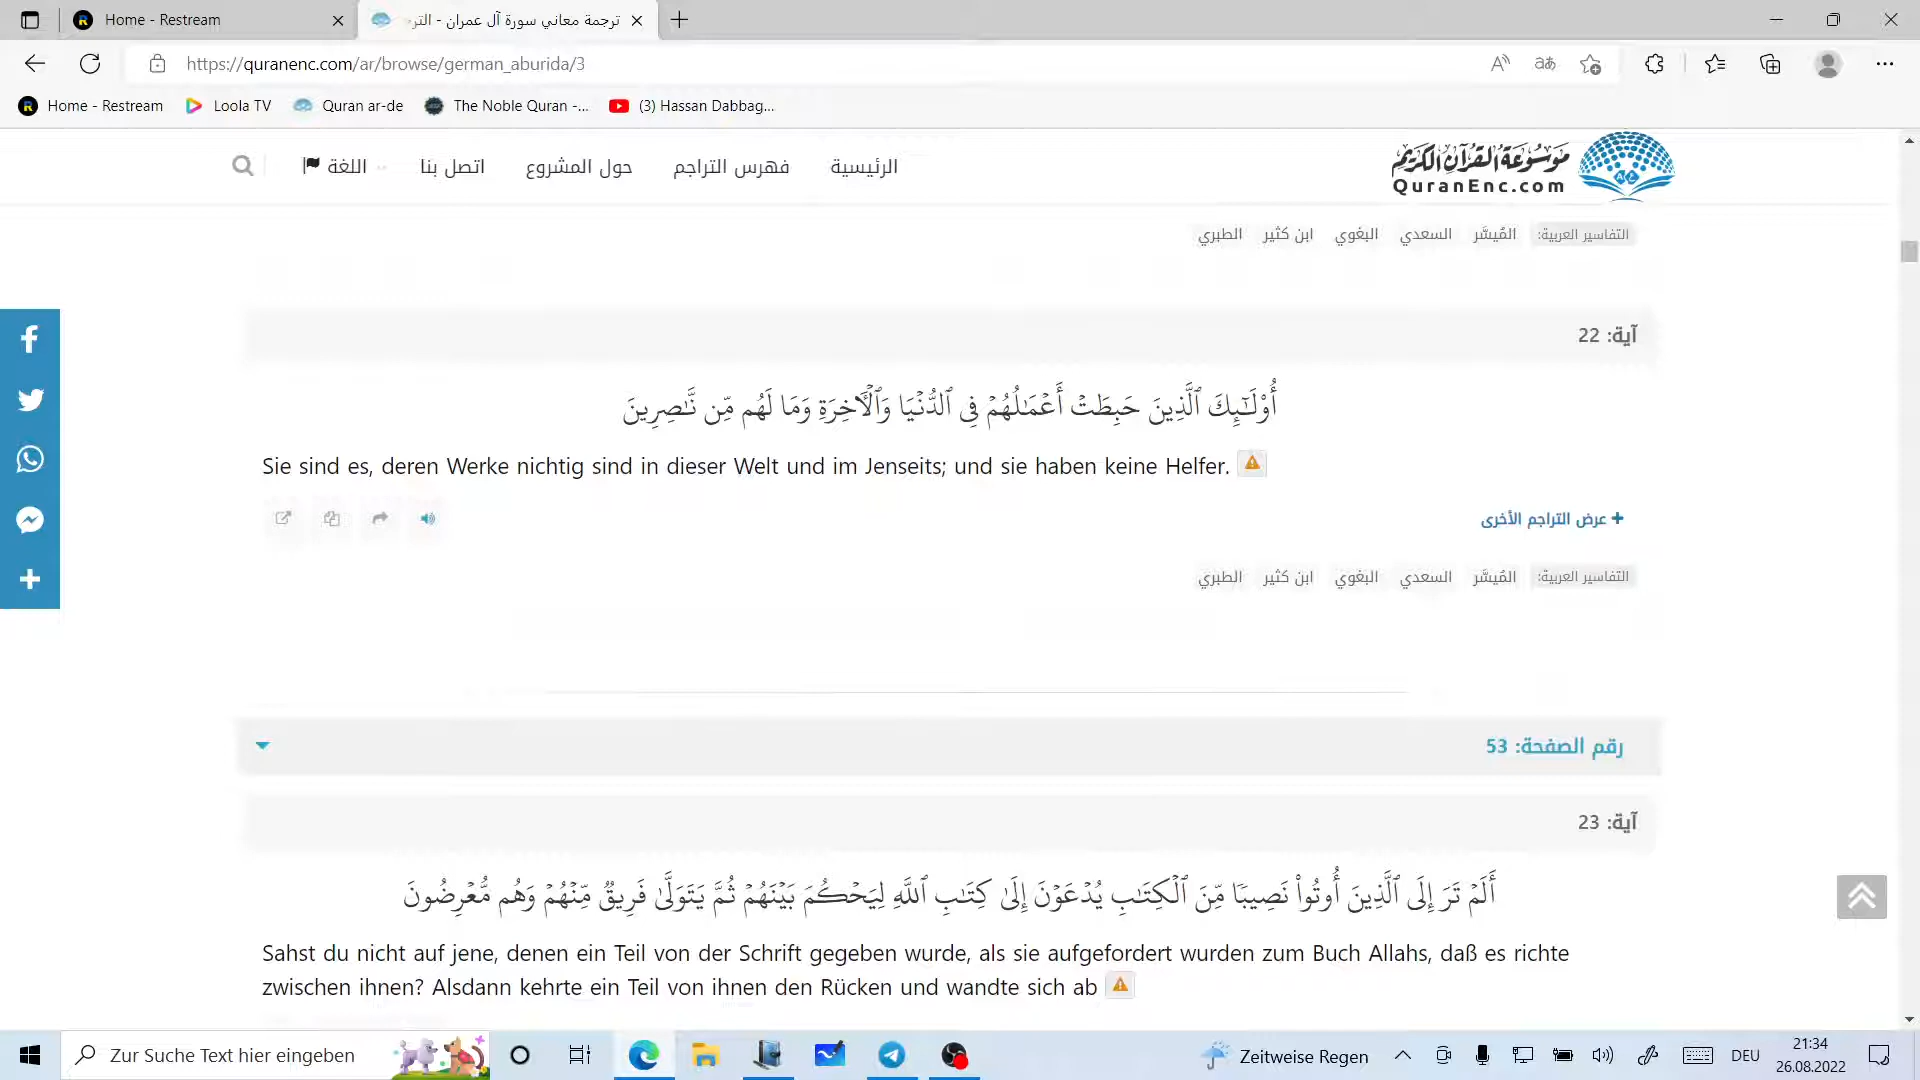 Home - Restream
ترجمة معاني سورة آل عمران - التر
https://quranenc.com/ar/browse/german_aburida/3
Home - Restream
Loola TV
Quran ar-de
The Noble Quran -...
(3) Hassan Dabbag...
الرئيسية
فهرس التراجم
حول المشروع
اتصل بنا
اللغة
موسوعة القرآن الكريم
QuranEnc.com
التفاسير العربية: المُيسَّر السعدي البغوي ابن كثير الطبري
آية: 22
أُوْلَـٰٓئِكَ ٱلَّذِينَ حَبِطَتۡ أَعۡمَٰلُهُمۡ فِي ٱلدُّنۡيَا وَٱلۡأٓخِرَةِ وَمَا لَهُم مِّن نَّـٰصِرِينَ
Sie sind es, deren Werke nichtig sind in dieser Welt und im Jenseits; und sie haben keine Helfer.
عرض التراجم الأخرى
التفاسير العربية: المُيسَّر السعدي البغوي ابن كثير الطبري
رقم الصفحة: 53
آية: 23
أَلَمۡ تَرَ إِلَى ٱلَّذِينَ أُوتُواْ نَصِيبٗا مِّنَ ٱلۡكِتَٰبِ يُدۡعَوۡنَ إِلَىٰ كِتَٰبِ ٱللَّهِ لِيَحۡكُمَ بَيۡنَهُمۡ ثُمَّ يَتَوَلَّىٰ فَرِيقٞ مِّنۡهُمۡ وَهُم مُّعۡرِضُونَ
Sahst du nicht auf jene, denen ein Teil von der Schrift gegeben wurde, als sie aufgefordert wurden zum Buch Allahs, daß es richte
zwischen ihnen? Alsdann kehrte ein Teil von ihnen den Rücken und wandte sich ab
Zur Suche Text hier eingeben
Zeitweise Regen
DEU
21:34
26.08.2022